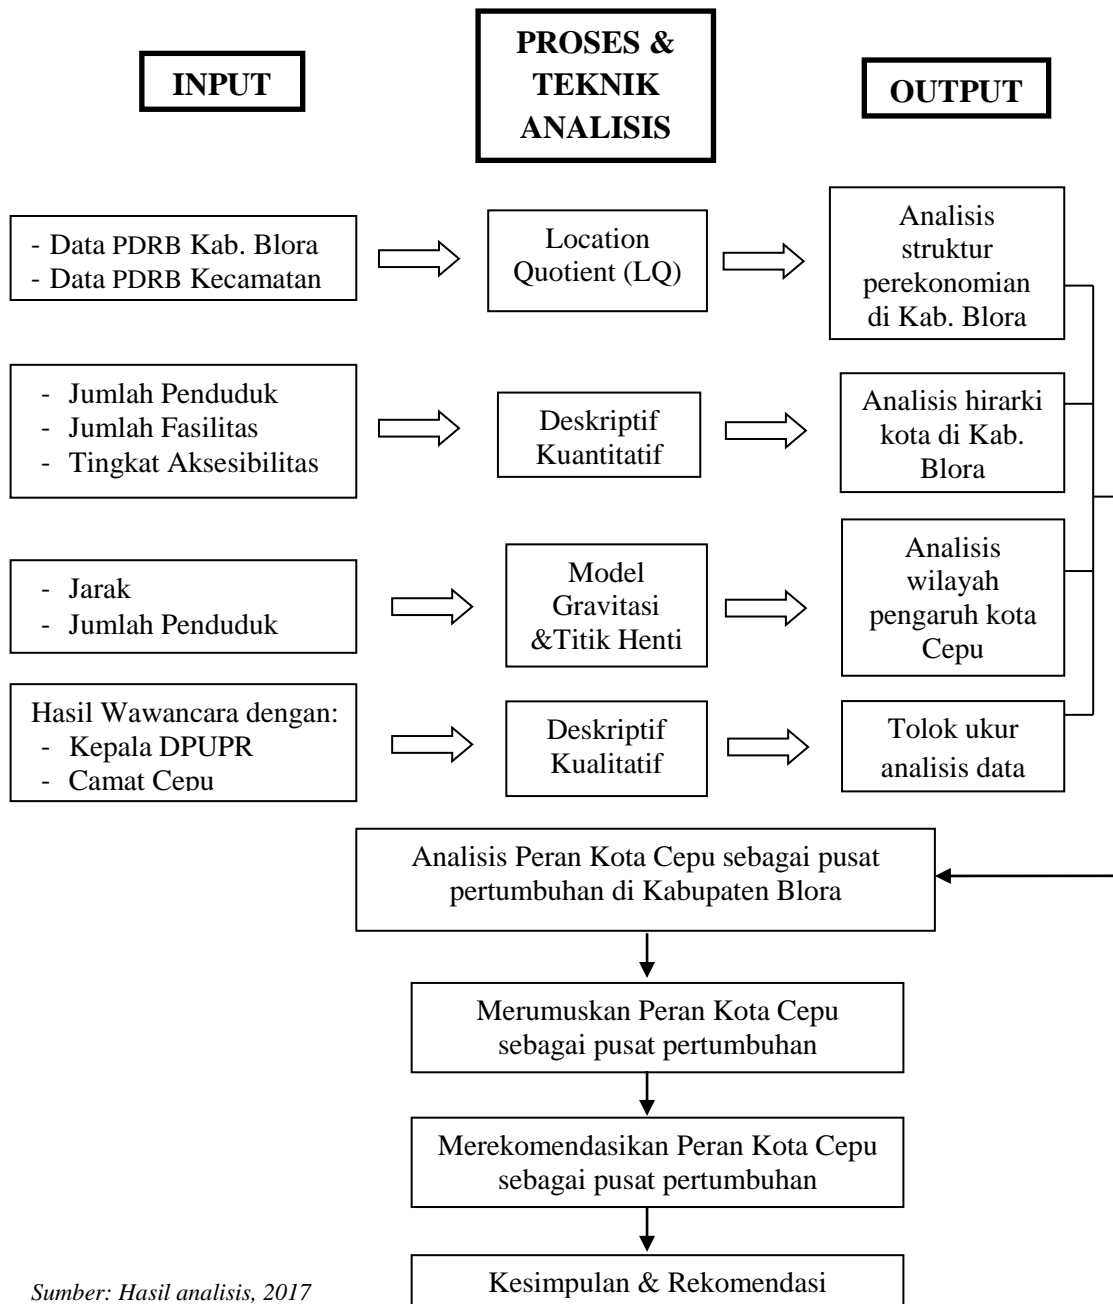 INPUT
PROSES &
TEKNIK
ANALISIS
OUTPUT
- Data PDRB Kab. Blora
- Data PDRB Kecamatan
Location
Quotient (LQ)
Analisis
struktur
perekonomian
di Kab. Blora
- Jumlah Penduduk
- Jumlah Fasilitas
- Tingkat Aksesibilitas
Deskriptif
Kuantitatif
Analisis hirarki
kota di Kab.
Blora
- Jarak
- Jumlah Penduduk
Model
Gravitasi
&Titik Henti
Analisis
wilayah
pengaruh kota
Cepu
Hasil Wawancara dengan:
- Kepala DPUPR
- Camat Cepu
Deskriptif
Kualitatif
Tolok ukur
analisis data
Analisis Peran Kota Cepu sebagai pusat
pertumbuhan di Kabupaten Blora
Merumuskan Peran Kota Cepu
sebagai pusat pertumbuhan
Merekomendasikan Peran Kota Cepu
sebagai pusat pertumbuhan
Kesimpulan & Rekomendasi
Sumber: Hasil analisis, 2017